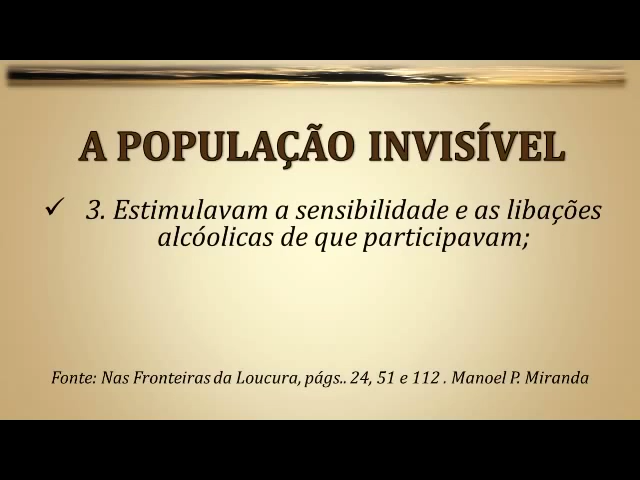 A POPULAÇÃO INVISÍVEL
✓ 3. Estimulavam a sensibilidade e as libações
alcóolicas de que participavam;
Fonte: Nas Fronteiras da Loucura, págs.. 24, 51 e 112 . Manoel P. Miranda